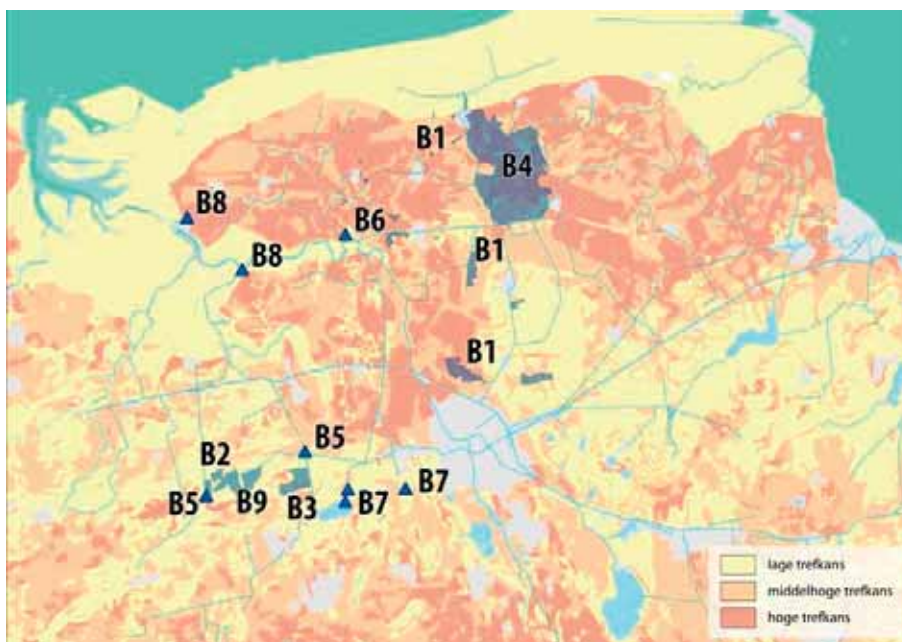 B1
B4
B8
B6
B8
B1
B1
B5
B2
B5
B9
B3
B7
B7
lage trefkans
middelhoge trefkans
hoge trefkans